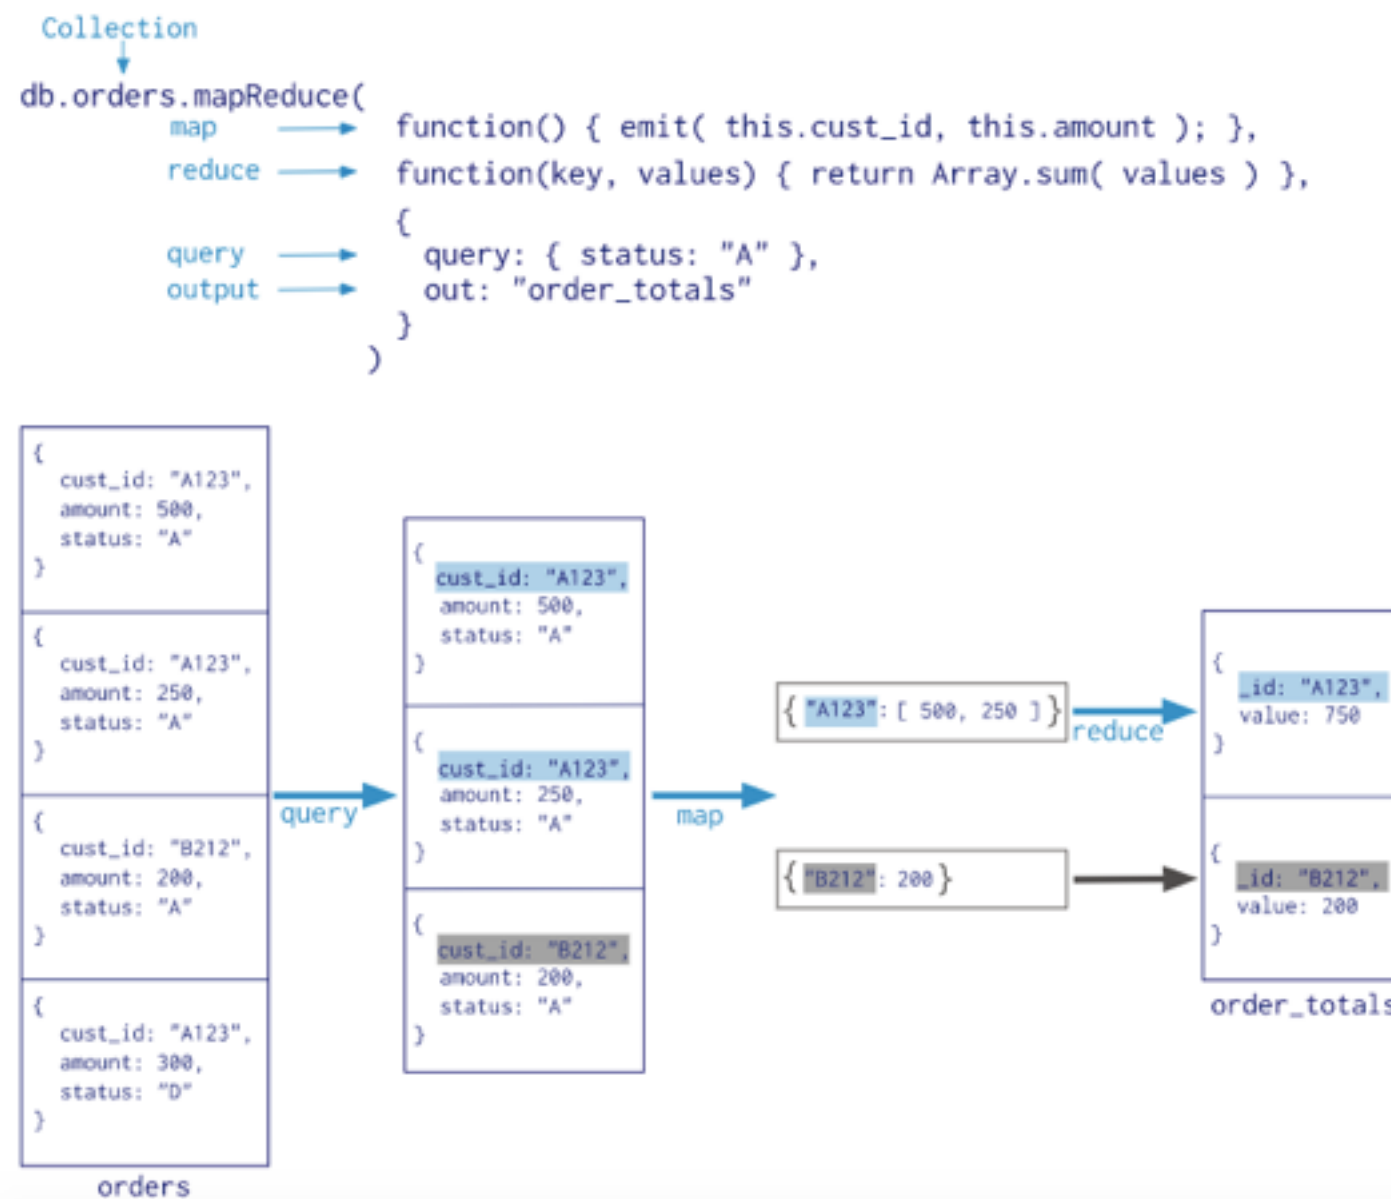 Collection
db.orders.mapReduce(
map function() { emit( this.cust_id, this.amount ); },
reduce function(key, values) { return Array.sum( values ) },
{
query query: { status: "A" },
output out: "order_totals"
}
)
{
cust_id: "A123",
amount: 500,
status: "A"
}
{
cust_id: "A123",
amount: 250,
status: "A"
}
{
cust_id: "B212",
amount: 200,
status: "A"
}
{
cust_id: "A123",
amount: 300,
status: "D"
}
orders
query
{
cust_id: "A123",
amount: 500,
status: "A"
}
{
cust_id: "A123",
amount: 250,
status: "A"
}
{
cust_id: "B212",
amount: 200,
status: "A"
}
map
{ "A123": [ 500, 250 ] }
reduce
{ "B212": 200 }
{
_id: "A123",
value: 750
}
{
_id: "B212",
value: 200
}
order_totals